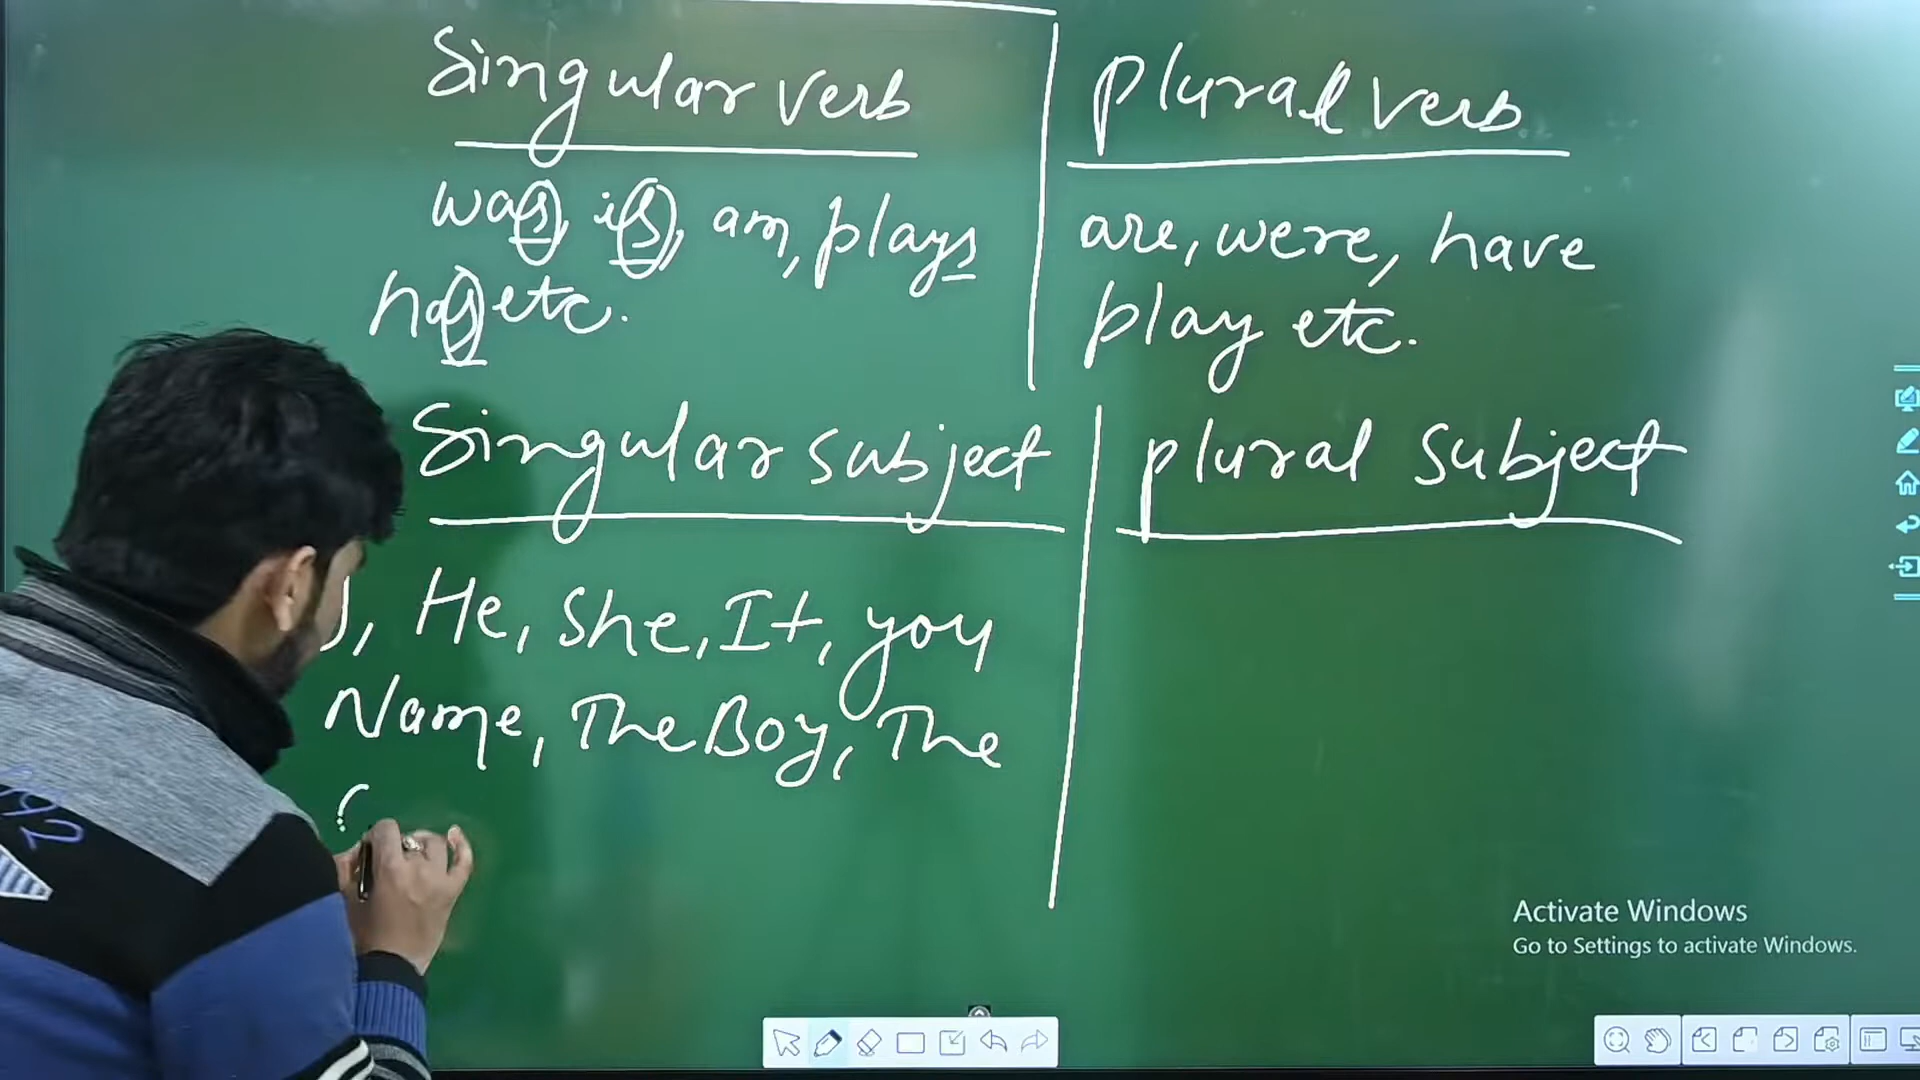 Singular verb
plural verb
was, is, am, plays
has etc.
are, were, have
play etc.
Singular subject
plural subject
He, She, It, you
Name, The Boy, The
Activate Windows
Go to Settings to activate Windows.